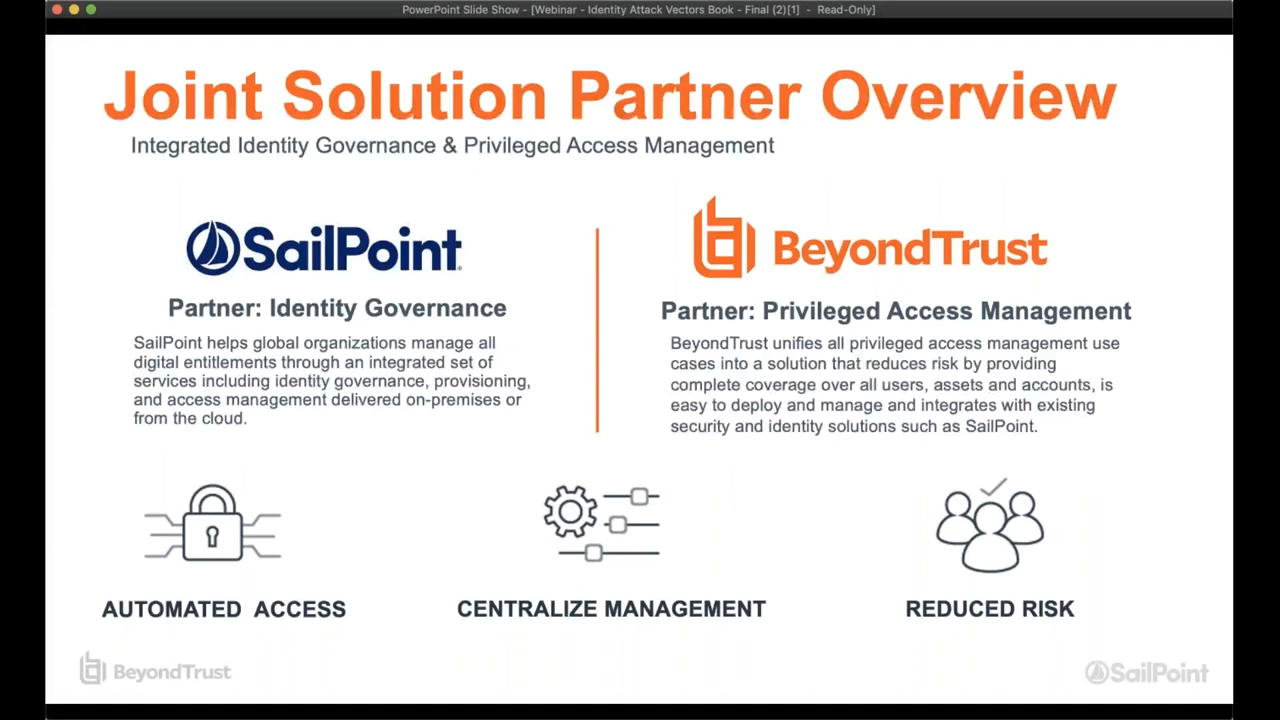 PowerPoint Slide Show - [Webinar - Identity Attack Vectors Book - Final (2)[1] - Read-Only]
Joint Solution Partner Overview
Integrated Identity Governance & Privileged Access Management
SailPoint
Partner: Identity Governance
SailPoint helps global organizations manage all
digital entitlements through an integrated set of
services including identity governance, provisioning,
and access management delivered on-premises or
from the cloud.
BeyondTrust
Partner: Privileged Access Management
BeyondTrust unifies all privileged access management use
cases into a solution that reduces risk by providing
complete coverage over all users, assets and accounts, is
easy to deploy and manage and integrates with existing
security and identity solutions such as SailPoint.
AUTOMATED ACCESS
CENTRALIZE MANAGEMENT
REDUCED RISK
BeyondTrust
SailPoint